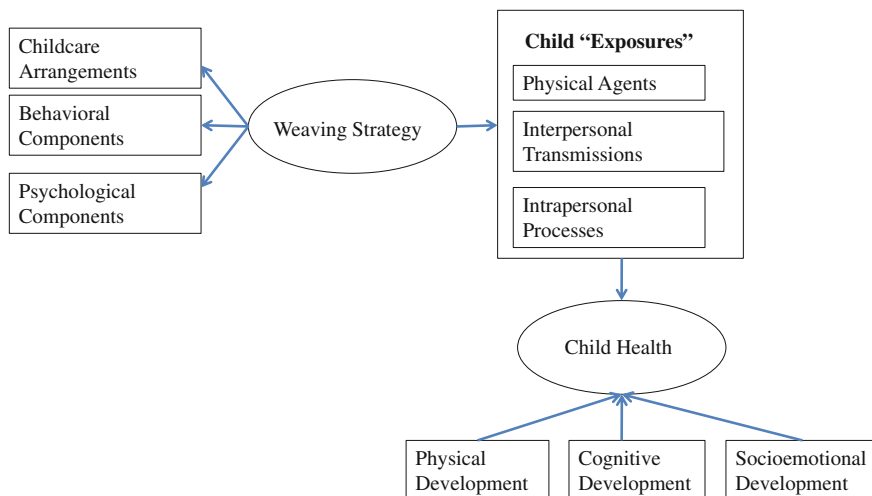 Childcare
Arrangements
Behavioral
Components
Psychological
Components
Weaving Strategy
Child “Exposures”
Physical Agents
Interpersonal
Transmissions
Intrapersonal
Processes
Child Health
Physical
Development
Cognitive
Development
Socioemotional
Development